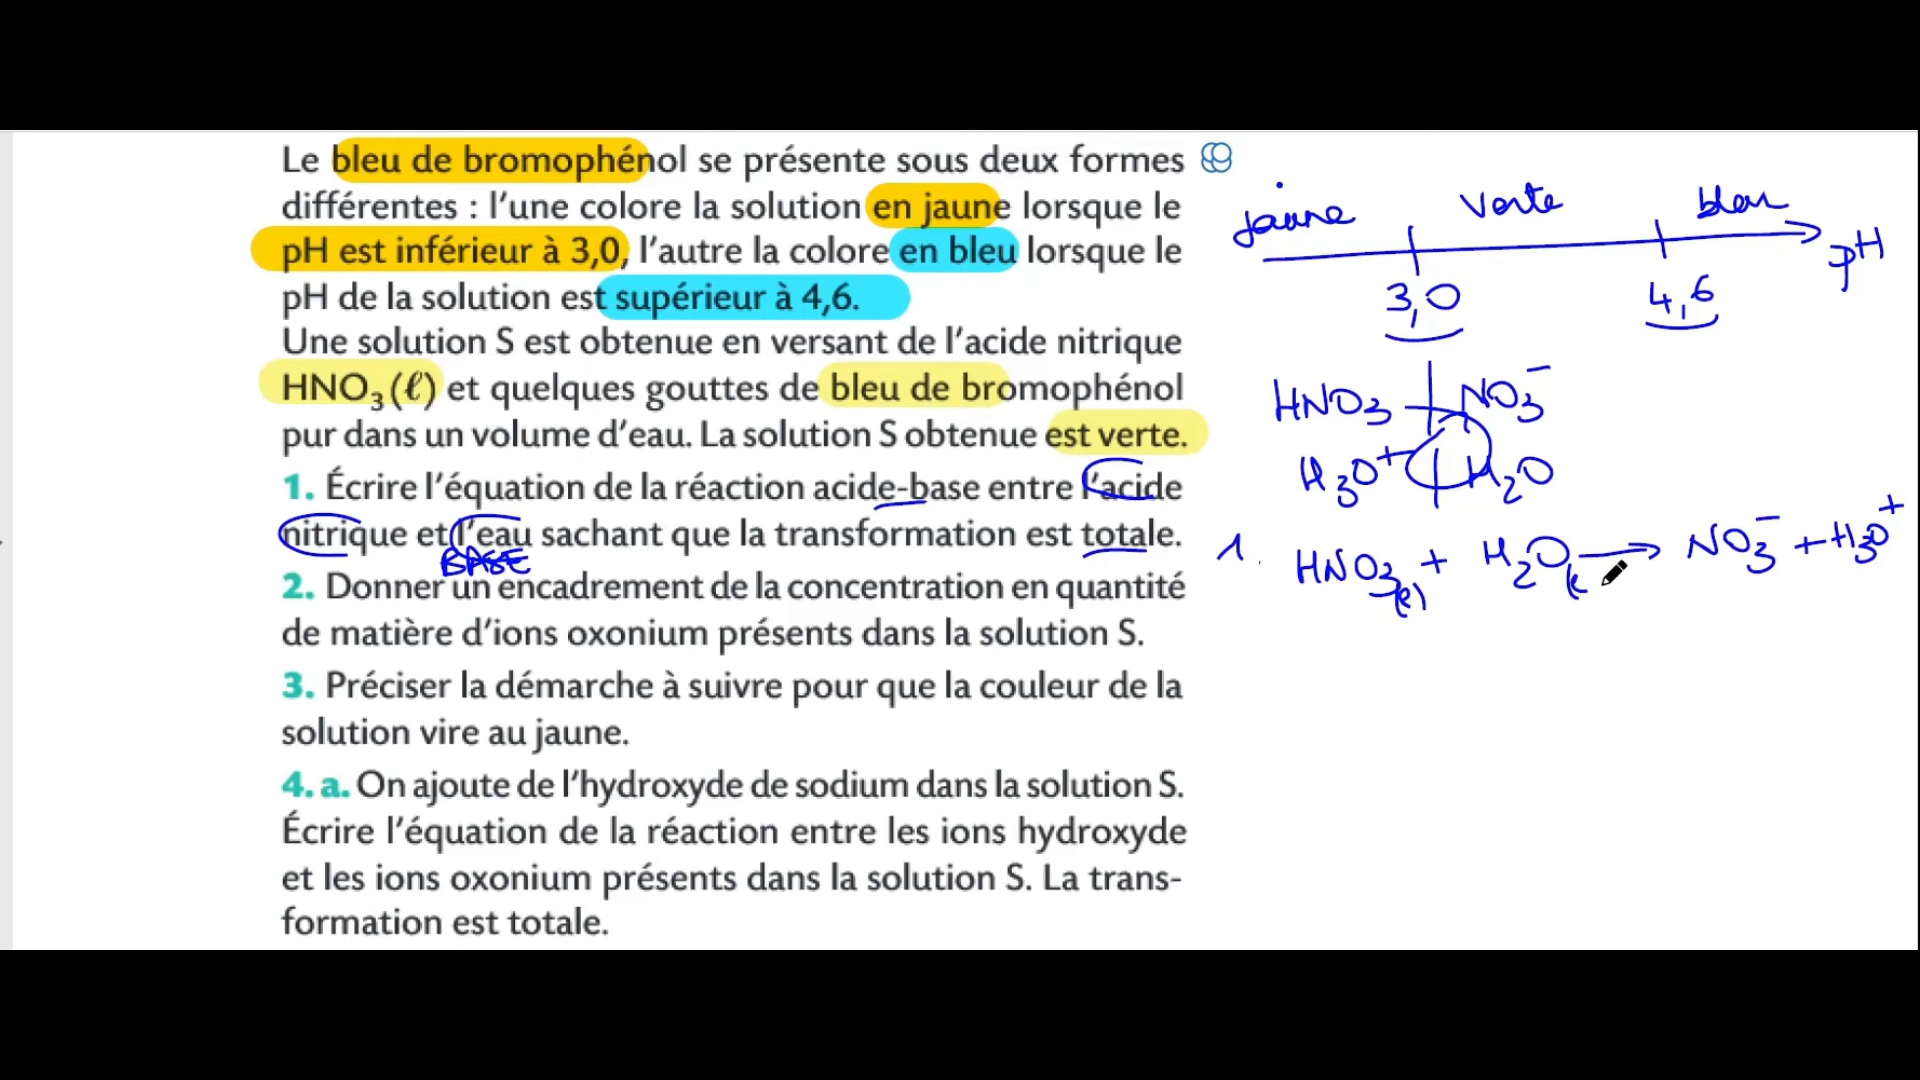 Le bleu de bromophénol se présente sous deux formes
différentes : l'une colore la solution en jaune lorsque le
pH est inférieur à 3,0, l'autre la colore en bleu lorsque le
pH de la solution est supérieur à 4,6.
Une solution S est obtenue en versant de l'acide nitrique
HNO₃(ℓ) et quelques gouttes de bleu de bromophénol
pur dans un volume d'eau. La solution S obtenue est verte.
1. Écrire l'équation de la réaction acide-base entre l'acide
nitrique et l'eau sachant que la transformation est totale.
BASE
2. Donner un encadrement de la concentration en quantité
de matière d'ions oxonium présents dans la solution S.
3. Préciser la démarche à suivre pour que la couleur de la
solution vire au jaune.
4. a. On ajoute de l'hydroxyde de sodium dans la solution S.
Écrire l'équation de la réaction entre les ions hydroxyde
et les ions oxonium présents dans la solution S. La trans-
formation est totale.
jaune verte bleu
pH
3,0 4,6
HNO₃ | NO₃⁻
H₃O⁺ | H₂O
1. HNO₃(ℓ) + H₂O(ℓ → NO₃⁻ + H₃O⁺